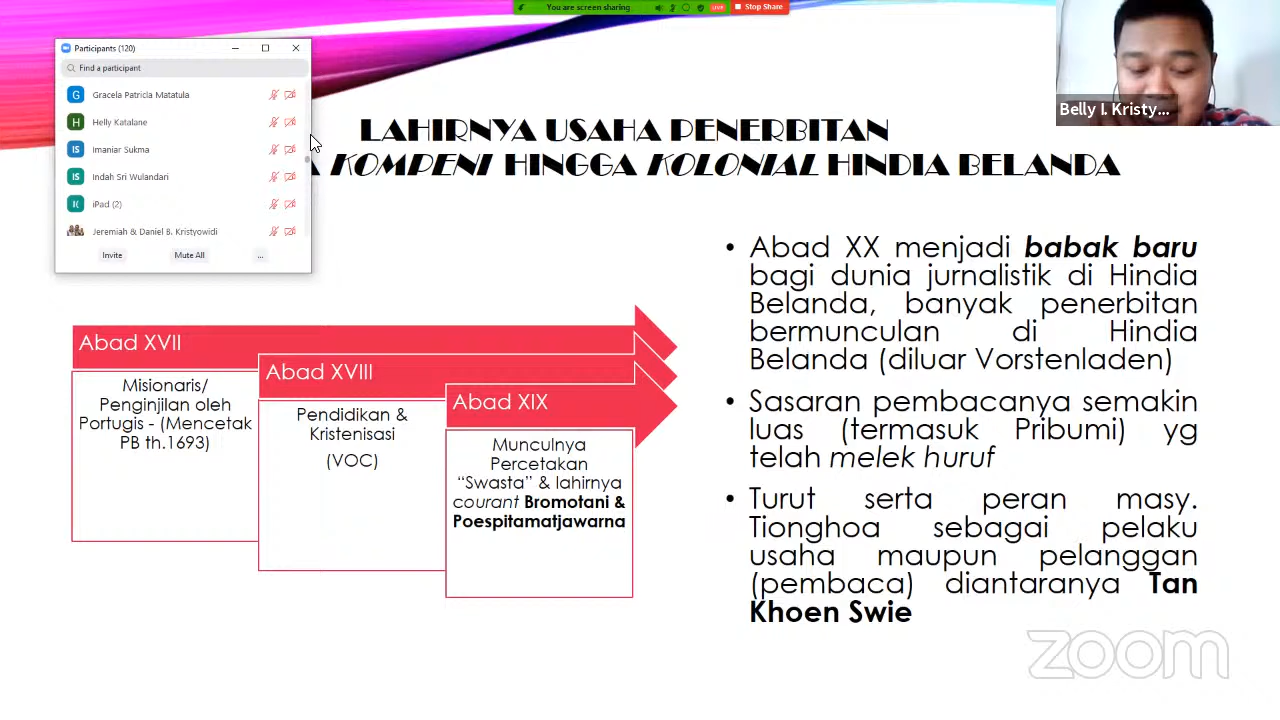 You are screen sharing
LIVE
Stop Share
Participants (120)
Find a participant
G Gracela Patricia Matatula
H Helly Katalane
IS Imaniar Sukma
IS Indah Sri Wulandari
I( iPad (2)
Jeremiah & Daniel B. Kristyowidi
Invite
Mute All
...
Belly I. Kristy...
LAHIRNYA USAHA PENERBITAN
KOMPENI HINGGA KOLONIAL HINDIA BELANDA
Abad XVII
Misionaris/
Penginjilan oleh
Portugis - (Mencetak
PB th.1693)
Abad XVIII
Pendidikan &
Kristenisasi
(VOC)
Abad XIX
Munculnya
Percetakan
“Swasta” & lahirnya
courant Bromotani &
Poespitamatjawarna
• Abad XX menjadi babak baru
bagi dunia jurnalistik di Hindia
Belanda, banyak penerbitan
bermunculan di Hindia
Belanda (diluar Vorstenladen)
• Sasaran pembacanya semakin
luas (termasuk Pribumi) yg
telah melek huruf
• Turut serta peran masy.
Tionghoa sebagai pelaku
usaha maupun pelanggan
(pembaca) diantaranya Tan
Khoen Swie
zoom